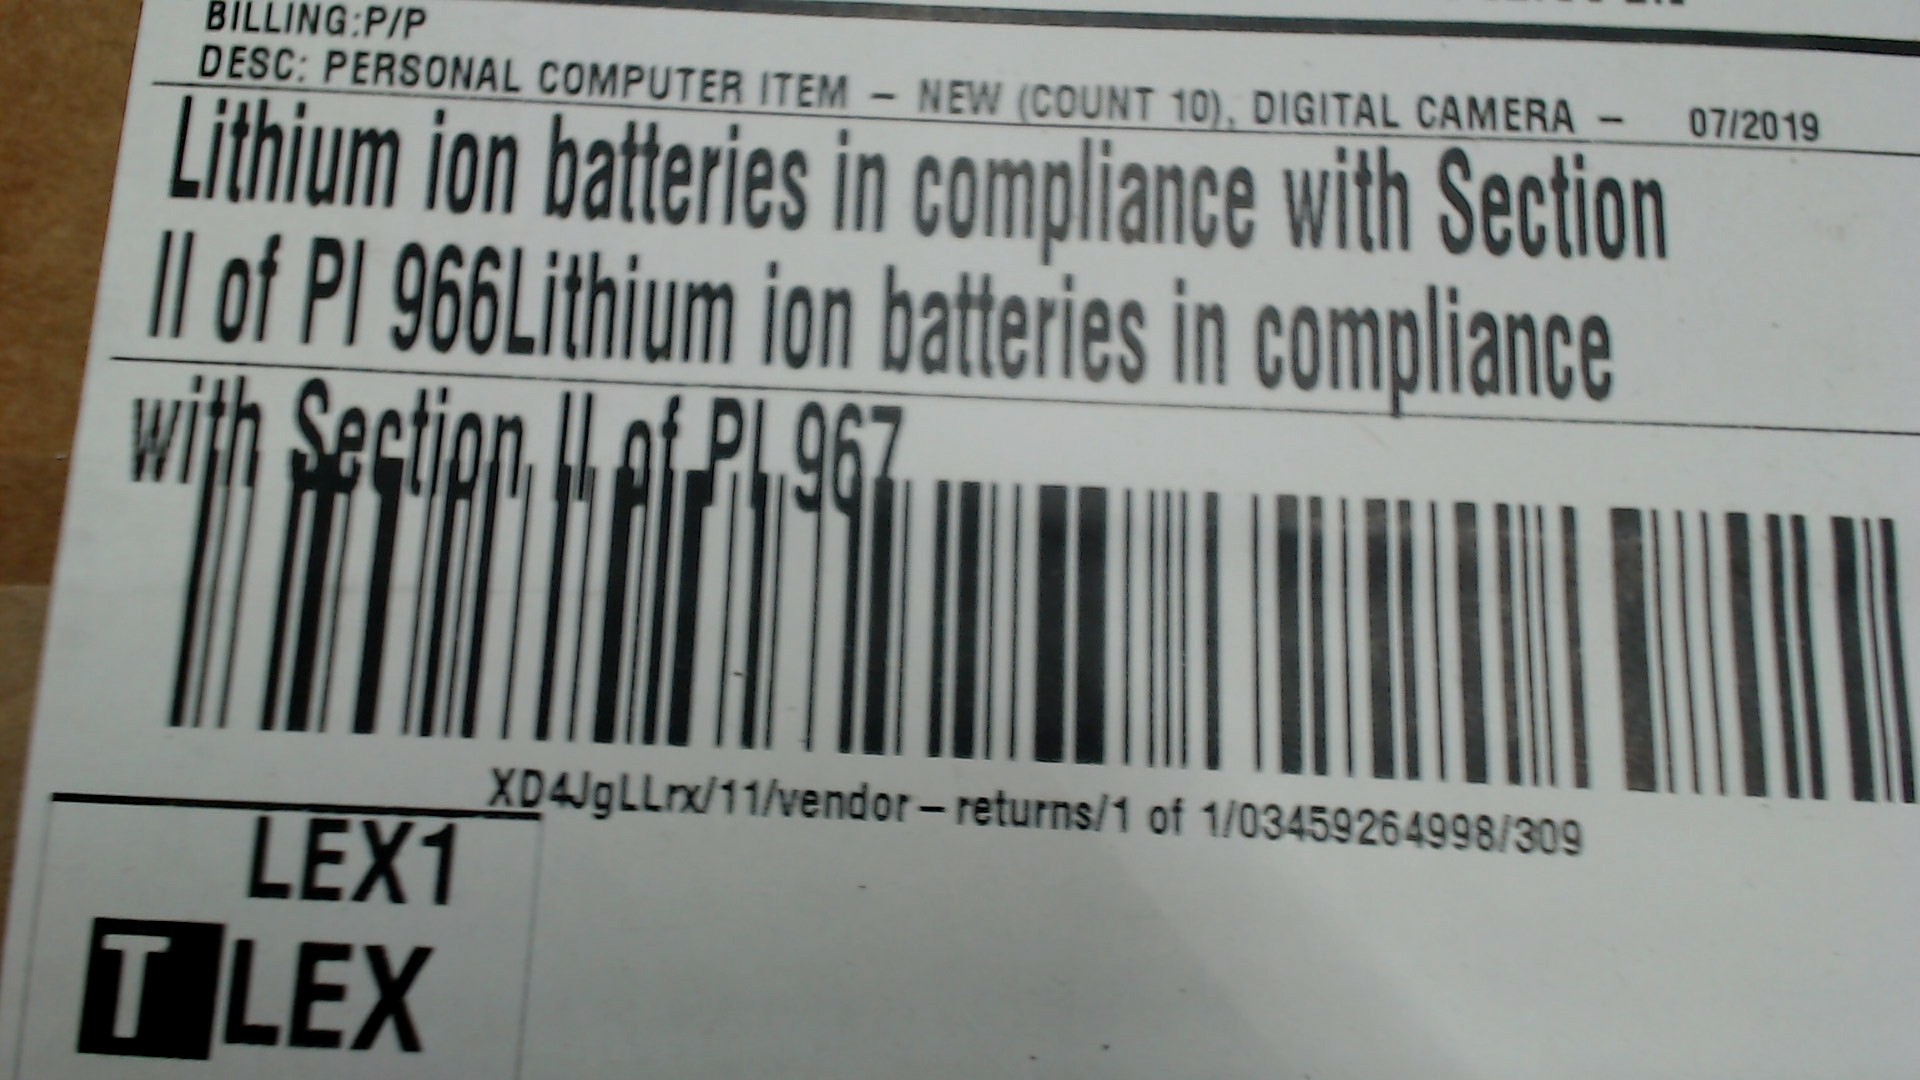 BILLING:P/P
DESC: PERSONAL COMPUTER ITEM - NEW (COUNT 10), DIGITAL CAMERA - 07/2019
Lithium ion batteries in compliance with Section
II of PI 966Lithium ion batteries in compliance
with Section II of PI 967
XD4JgLLrx/11/vendor-returns/1 of 1/03459264998/309
LEX1
T LEX